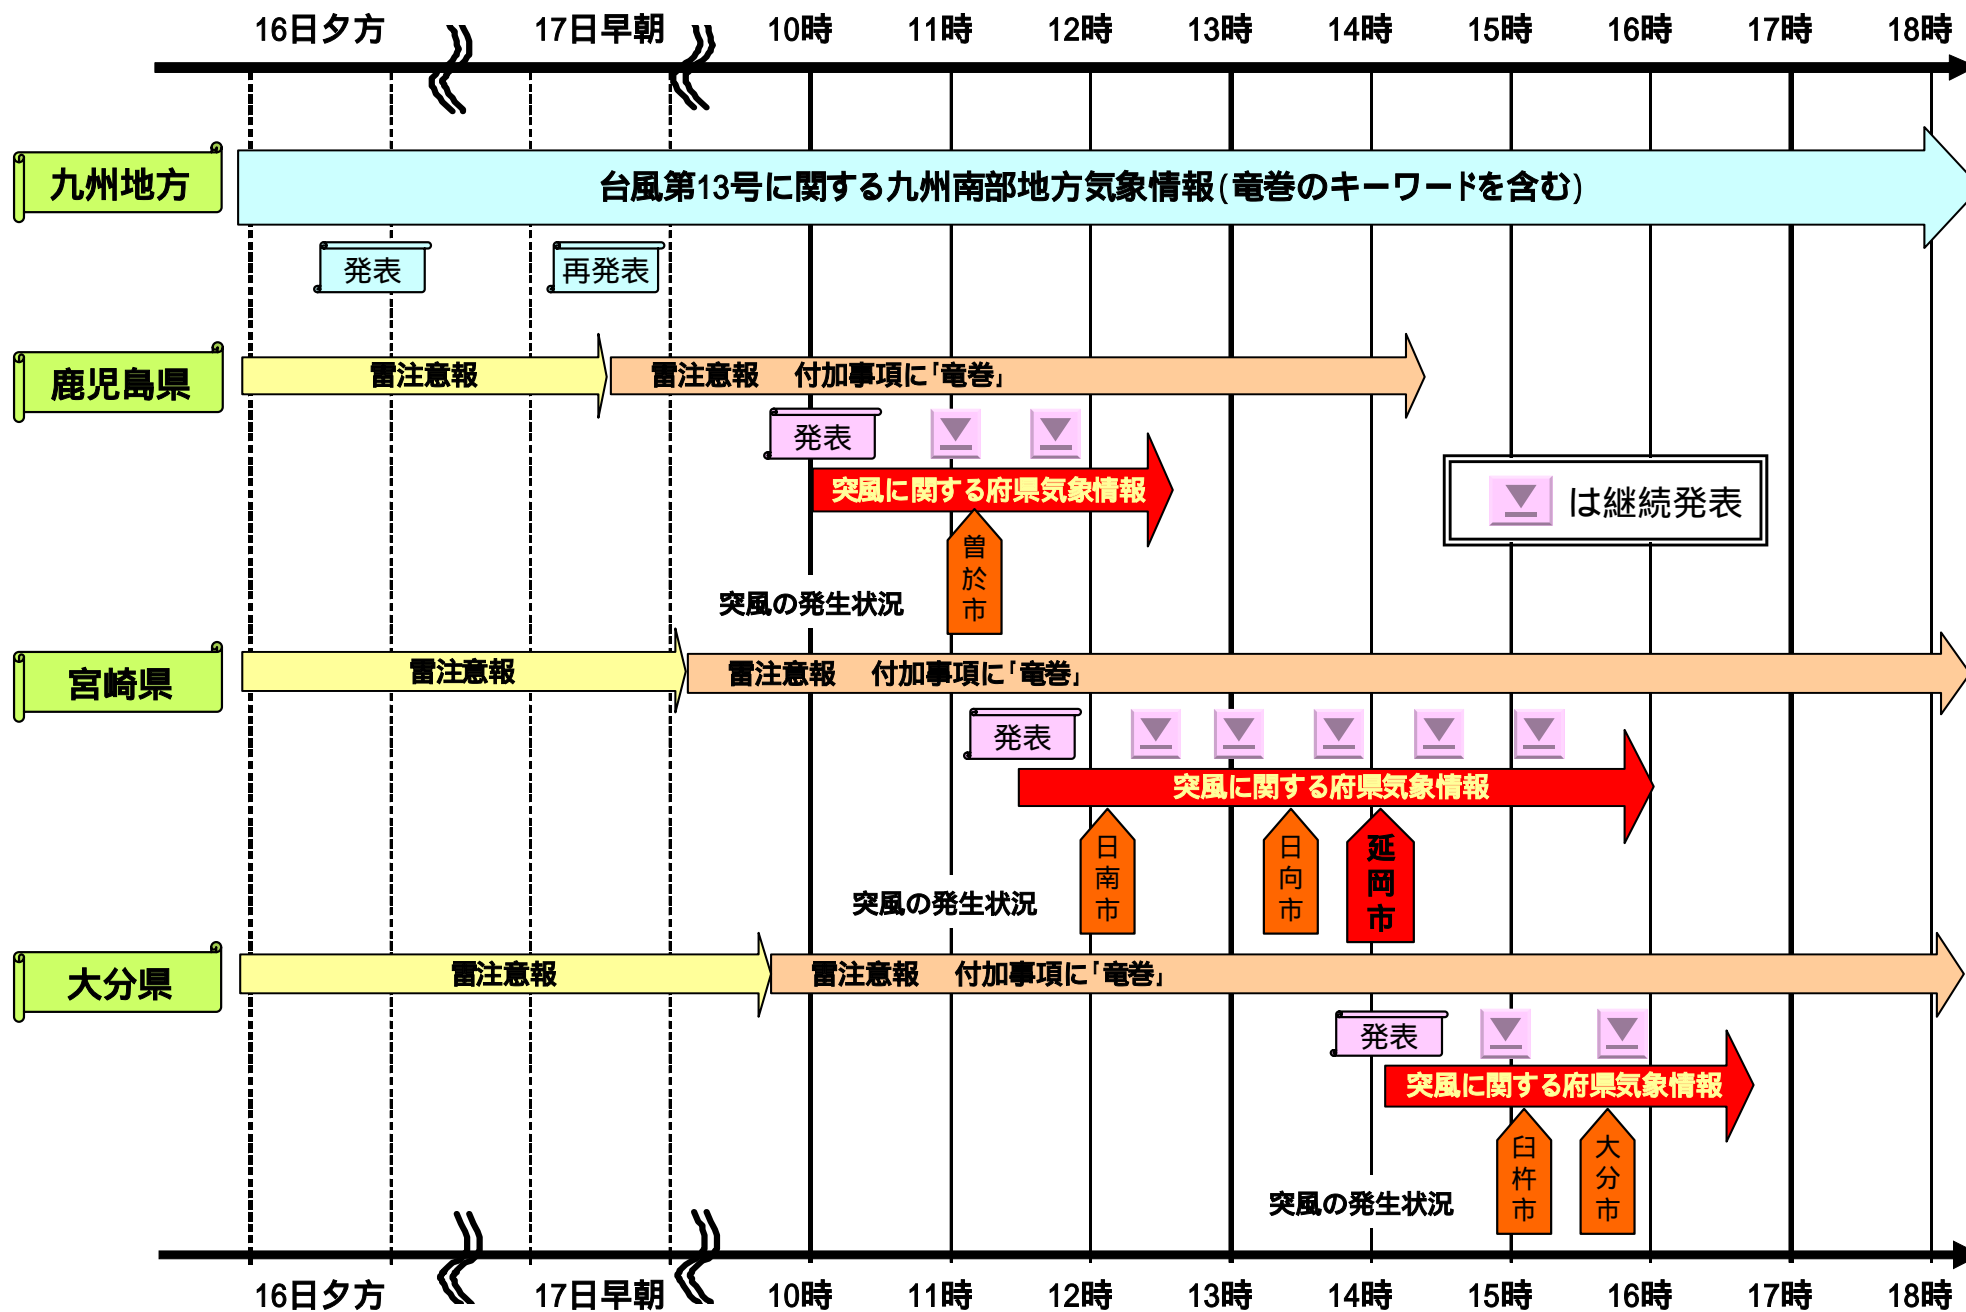 16日夕方 17日早朝 10時 11時 12時 13時 14時 15時 16時 17時 18時
九州地方
台風第13号に関する九州南部地方気象情報(竜巻のキーワードを含む)
発表
再発表
鹿児島県
雷注意報
雷注意報 付加事項に「竜巻」
発表
突風に関する府県気象情報
は継続発表
曽於市
突風の発生状況
宮崎県
雷注意報
雷注意報 付加事項に「竜巻」
発表
突風に関する府県気象情報
日南市
日向市
延岡市
突風の発生状況
大分県
雷注意報
雷注意報 付加事項に「竜巻」
発表
突風に関する府県気象情報
臼杵市
大分市
突風の発生状況
16日夕方 17日早朝 10時 11時 12時 13時 14時 15時 16時 17時 18時